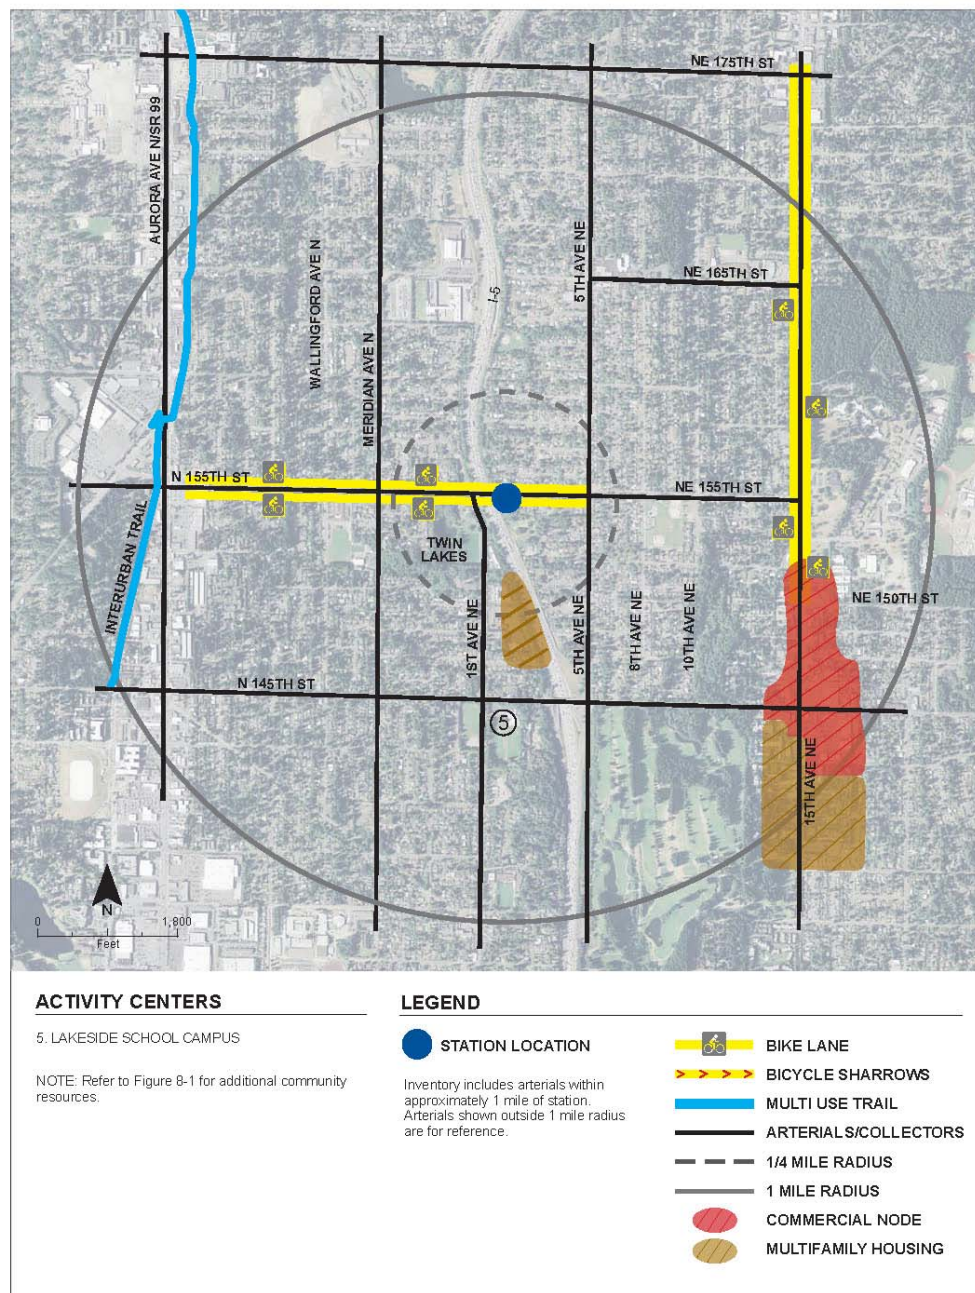 NE 175TH ST
AURORA AVE N/SR 99
WALLINGFORD AVE N
MERIDIAN AVE N
I-5
5TH AVE NE
NE 165TH ST
N 155TH ST
NE 155TH ST
INTERURBAN TRAIL
TWIN
LAKES
1ST AVE NE
5TH AVE NE
8TH AVE NE
10TH AVE NE
NE 150TH ST
N 145TH ST
5
15TH AVE NE
N
0
1,800
Feet
ACTIVITY CENTERS
5. LAKESIDE SCHOOL CAMPUS
NOTE: Refer to Figure 8-1 for additional community
resources.
LEGEND
STATION LOCATION
Inventory includes arterials within
approximately 1 mile of station.
Arterials shown outside 1 mile radius
are for reference.
BIKE LANE
BICYCLE SHARROWS
MULTI USE TRAIL
ARTERIALS/COLLECTORS
1/4 MILE RADIUS
1 MILE RADIUS
COMMERCIAL NODE
MULTIFAMILY HOUSING